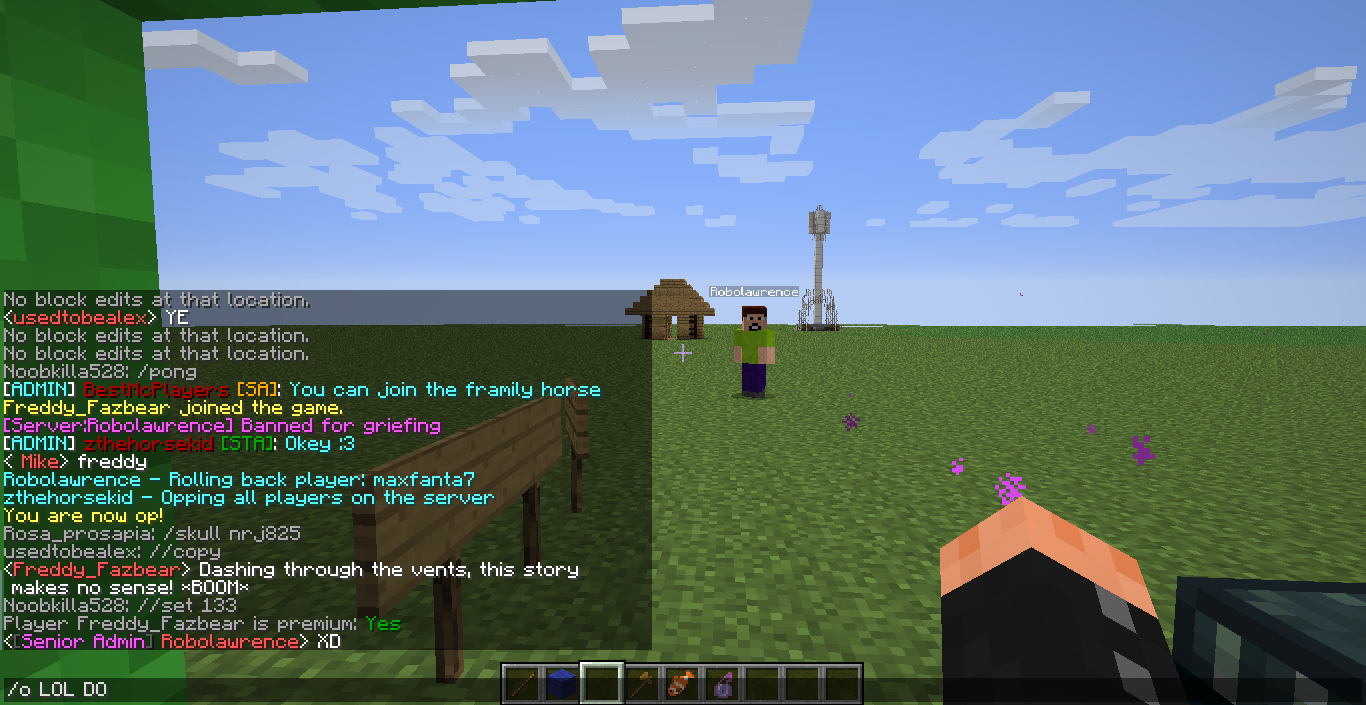 Robolawrence
No block edits at that location.
<usedtobealex> YE
No block edits at that location.
No block edits at that location.
Noobkilla528: /pong
[ADMIN] BestMcPlayers [SA]: You can join the framily horse
Freddy_Fazbear joined the game.
[Server:Robolawrence] Banned for griefing
[ADMIN] zthehorsekid [STA]: Okey :3
< Mike> freddy
Robolawrence - Rolling back player: maxfanta7
zthehorsekid - Opping all players on the server
You are now op!
Rosa_prosapia: /skull nrj825
usedtobealex: //copy
<Freddy_Fazbear> Dashing through the vents, this story
makes no sense! *BOOM*
Noobkilla528: //set 133
Player Freddy_Fazbear is premium: Yes
<[Senior Admin] Robolawrence> XD
/o LOL DO